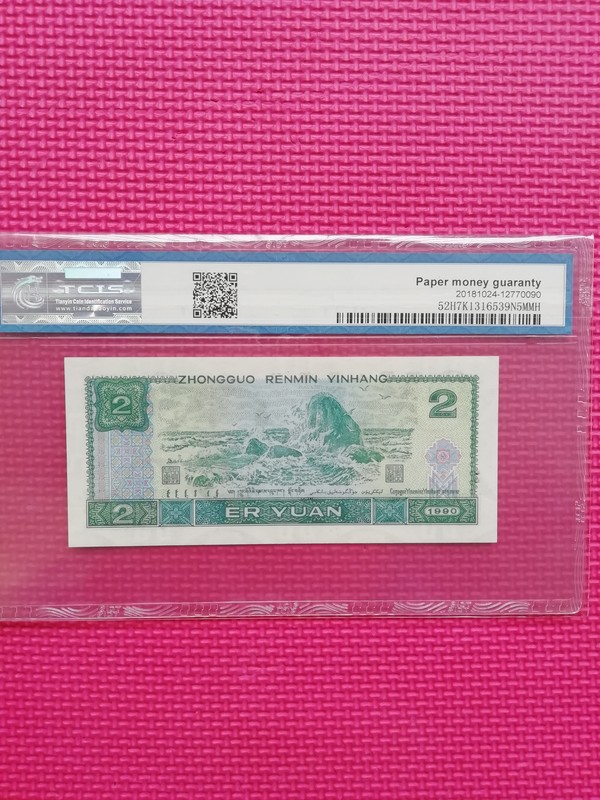 TCIS
Tianyin Coin Identification Service
Paper money guaranty
20181024-12770090
52H7K1316539N5MMH
ZHONGGUO RENMIN YINHANG
2
2
2
ER YUAN
1990